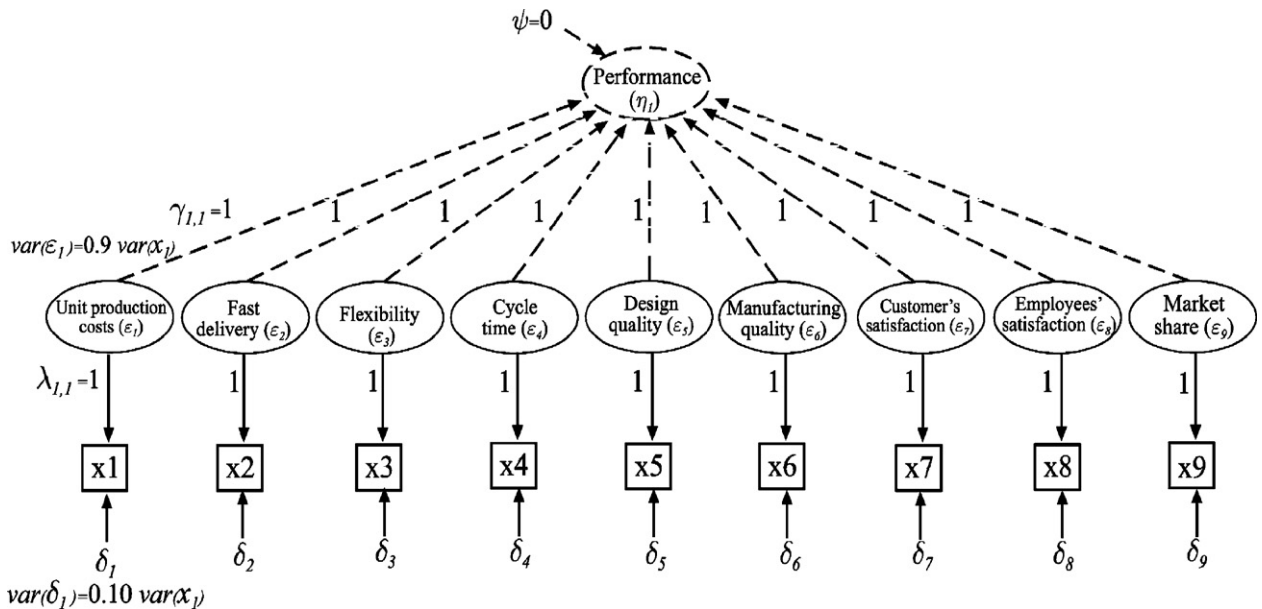 ψ=0
Performance
(η₁)
γ₁,₁=1 1 1 1 1 1 1 1 1
var(ε₁)=0.9 var(x₁)
Unit production
costs (ε₁)
Fast
delivery (ε₂)
Flexibility
(ε₃)
Cycle
time (ε₄)
Design
quality (ε₅)
Manufacturing
quality (ε₆)
Customer's
satisfaction (ε₇)
Employees'
satisfaction (ε₈)
Market
share (ε₉)
λ₁,₁=1 1 1 1 1 1 1 1 1
x1 x2 x3 x4 x5 x6 x7 x8 x9
δ₁ δ₂ δ₃ δ₄ δ₅ δ₆ δ₇ δ₈ δ₉
var(δ₁)=0.10 var(x₁)